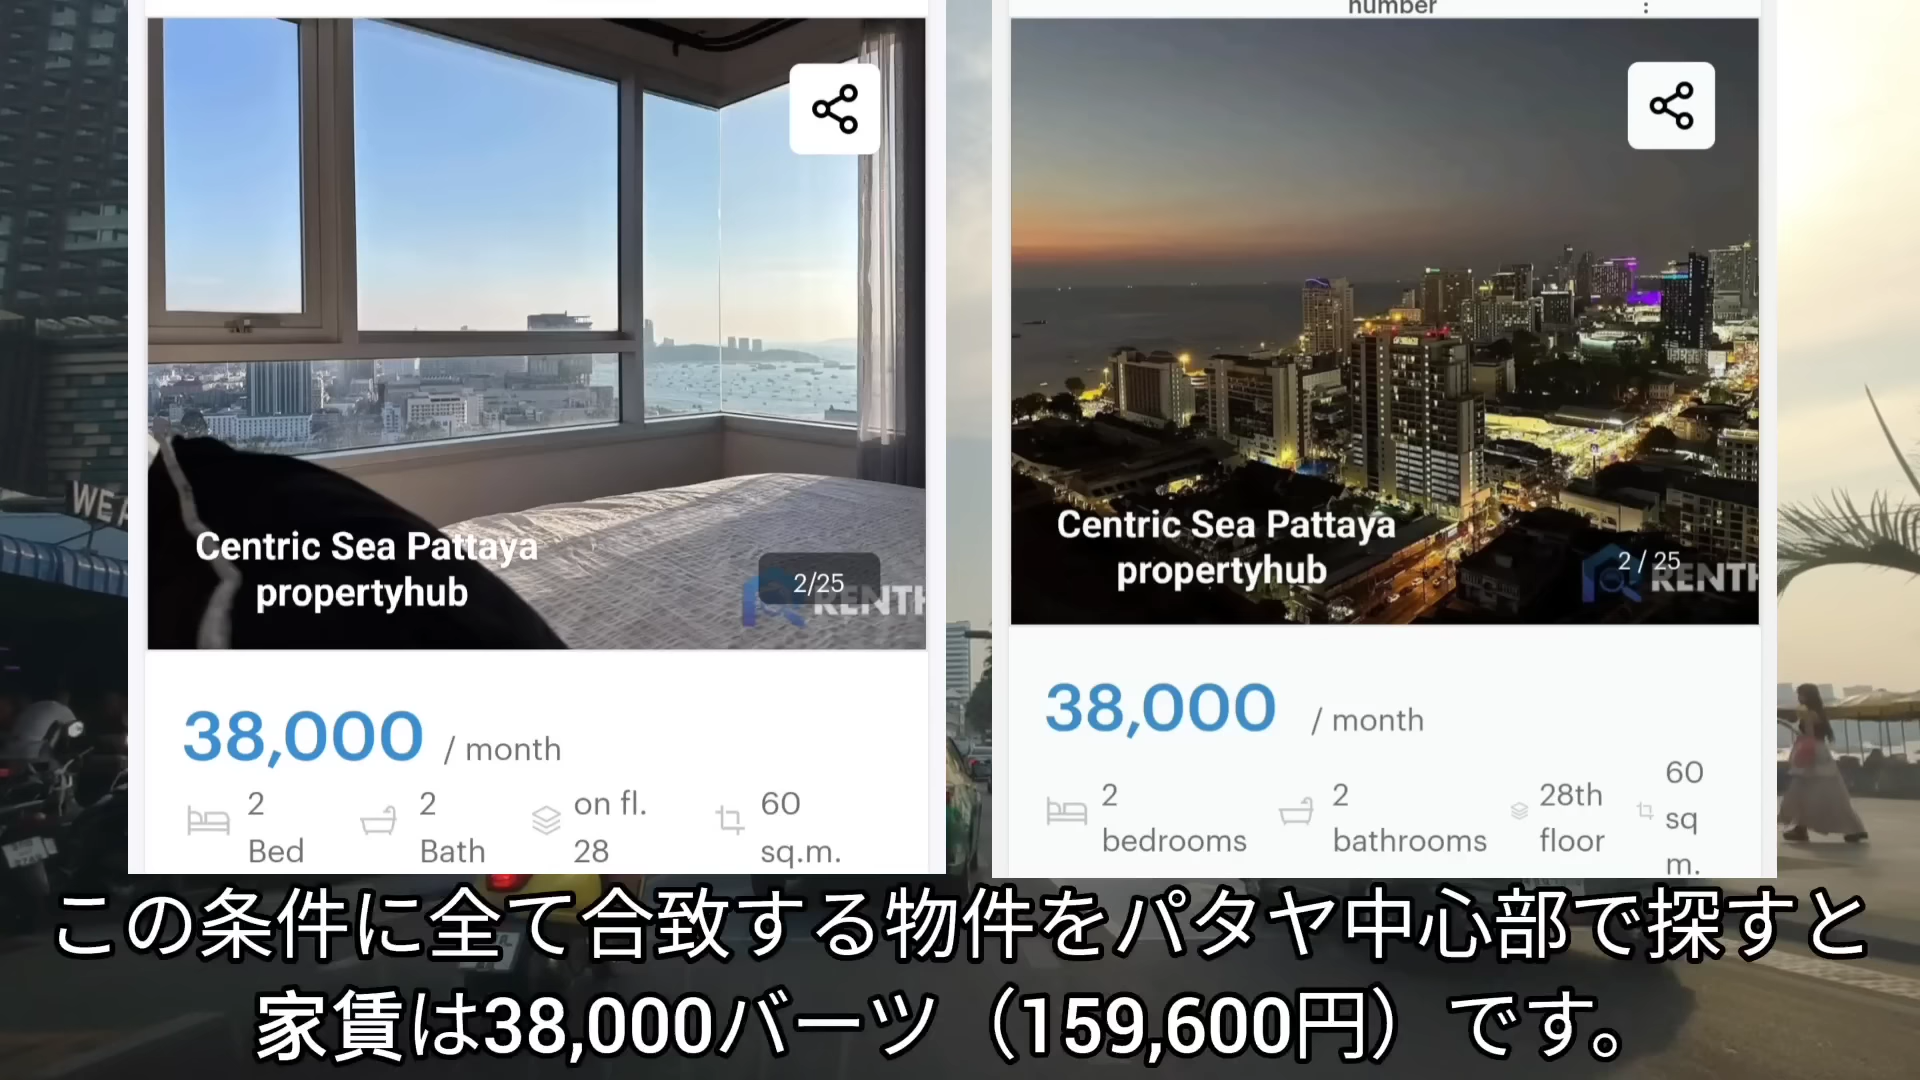 number
Centric Sea Pattaya
propertyhub
2/25
38,000 / month
2
Bed
2
Bath
on fl.
28
60
sq.m.
Centric Sea Pattaya
propertyhub
2 / 25
38,000 / month
2
bedrooms
2
bathrooms
28th
floor
60
sq
m.
この条件に全て合致する物件をパタヤ中心部で探すと
家賃は38,000バーツ（159,600円）です。